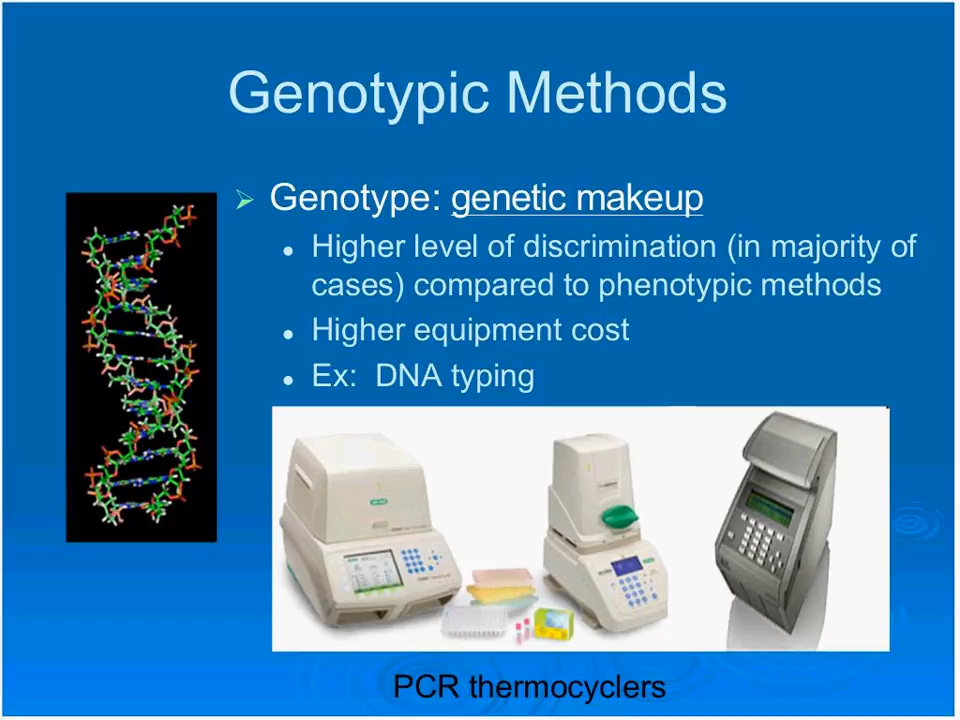 Genotypic Methods
Genotype: genetic makeup
Higher level of discrimination (in majority of
cases) compared to phenotypic methods
Higher equipment cost
Ex: DNA typing
PCR thermocyclers